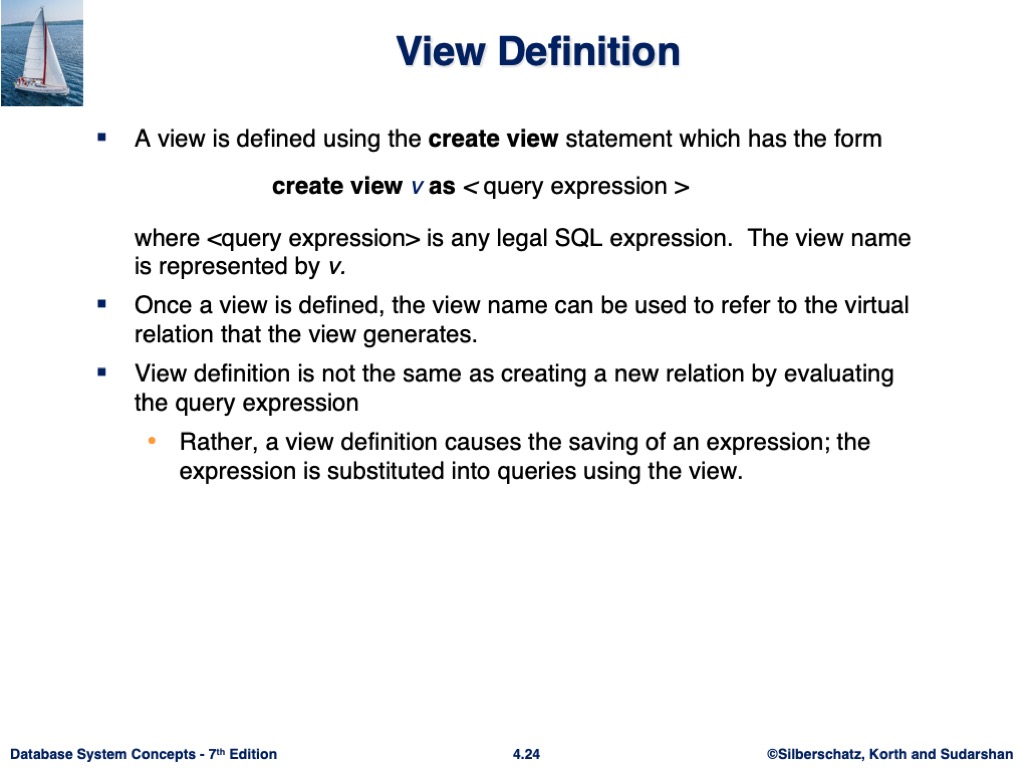 View Definition
▪ A view is defined using the create view statement which has the form
create view v as < query expression >
where <query expression> is any legal SQL expression.  The view name
is represented by v.
▪ Once a view is defined, the view name can be used to refer to the virtual
relation that the view generates.
▪ View definition is not the same as creating a new relation by evaluating
the query expression
• Rather, a view definition causes the saving of an expression; the
expression is substituted into queries using the view.
Database System Concepts - 7th Edition
4.24
©Silberschatz, Korth and Sudarshan